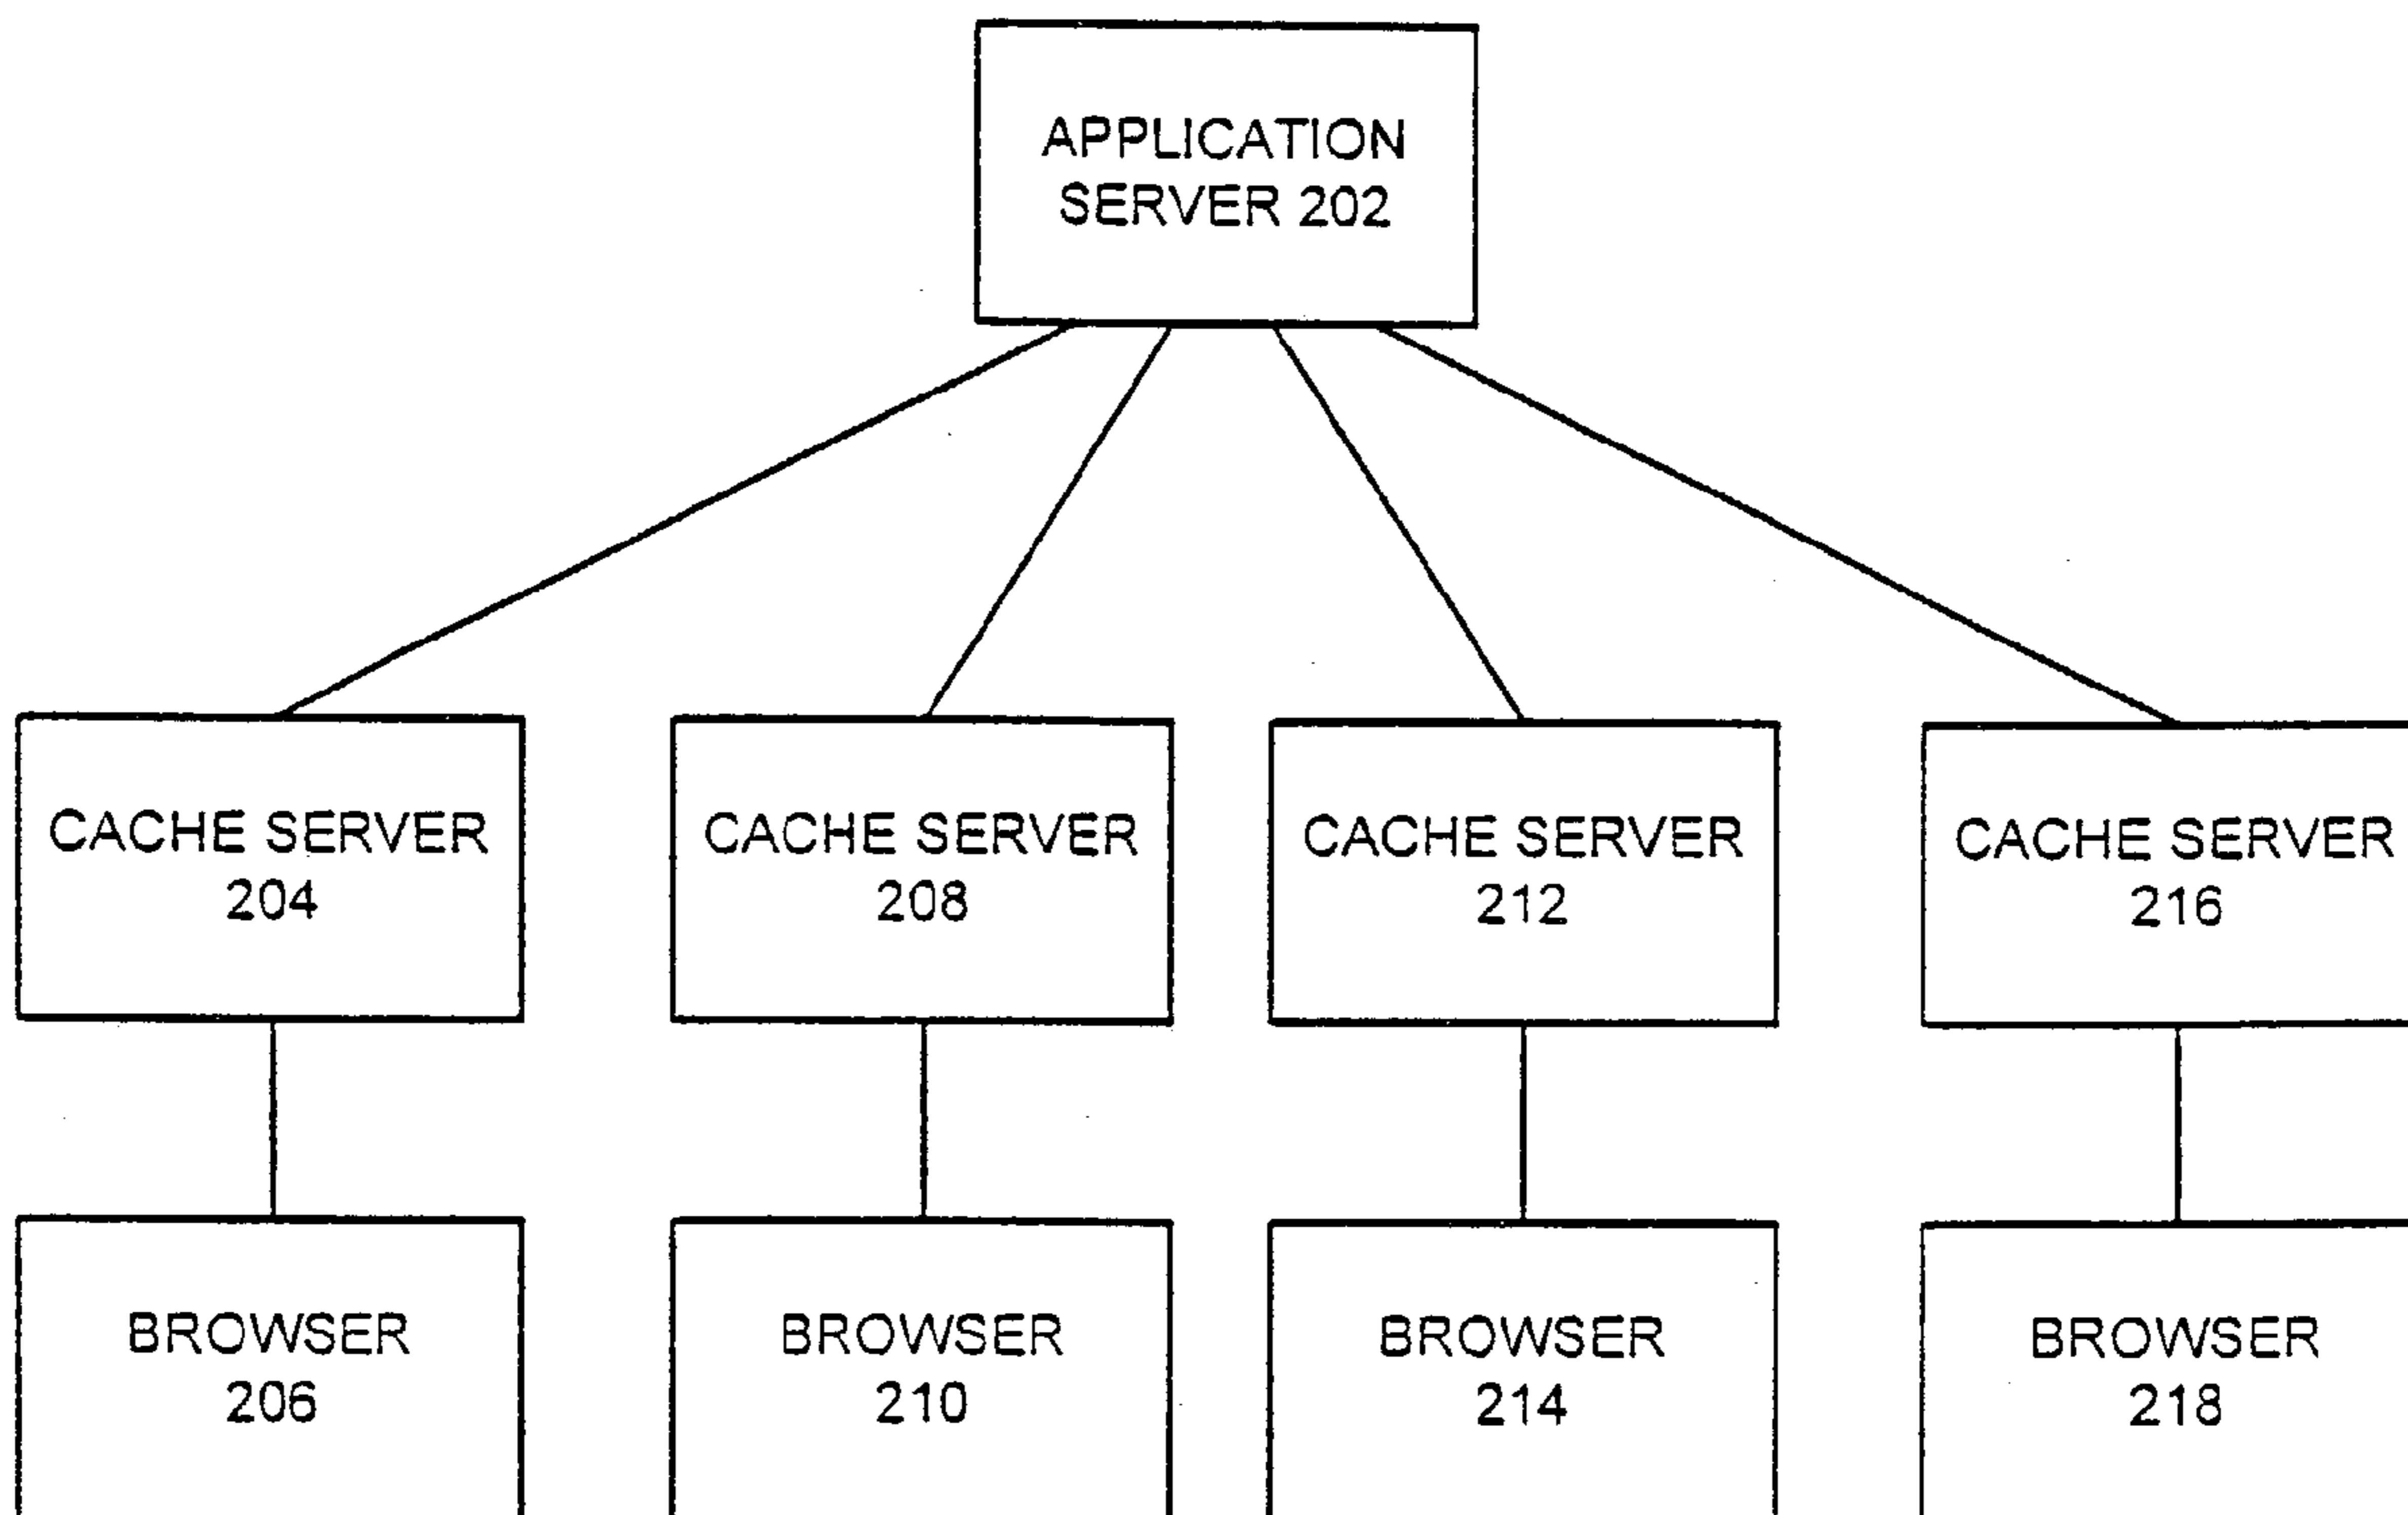 APPLICATION
SERVER 202
CACHE SERVER
204
CACHE SERVER
208
CACHE SERVER
212
CACHE SERVER
216
BROWSER
206
BROWSER
210
BROWSER
214
BROWSER
218